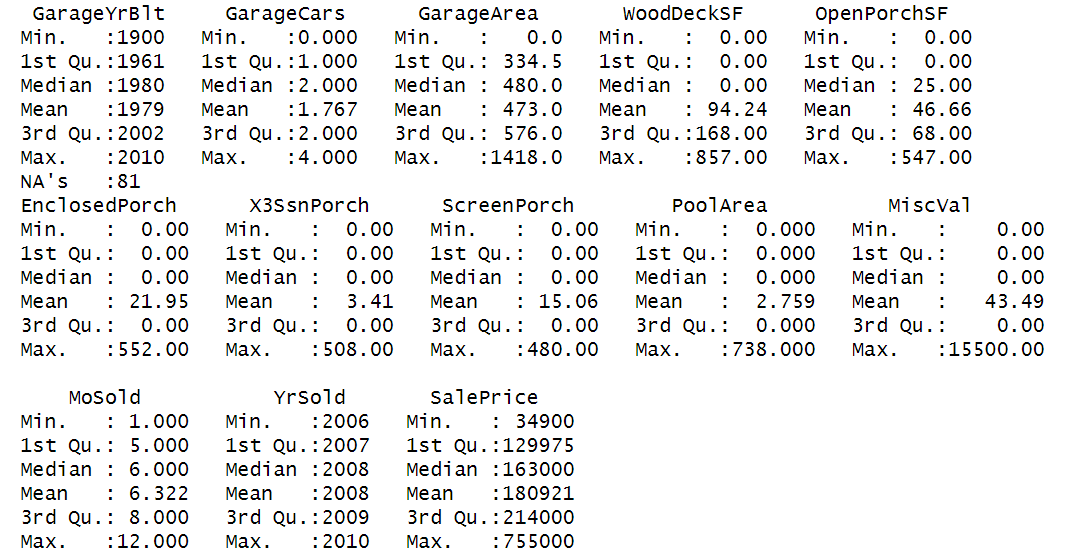 GarageYrBlt     GarageCars      GarageArea       WoodDeckSF      OpenPorchSF
Min.   :1900   Min.   :0.000   Min.   :   0.0   Min.   :  0.00   Min.   :  0.00
1st Qu.:1961   1st Qu.:1.000   1st Qu.: 334.5   1st Qu.:  0.00   1st Qu.:  0.00
Median :1980   Median :2.000   Median : 480.0   Median :  0.00   Median : 25.00
Mean   :1979   Mean   :1.767   Mean   : 473.0   Mean   : 94.24   Mean   : 46.66
3rd Qu.:2002   3rd Qu.:2.000   3rd Qu.: 576.0   3rd Qu.:168.00   3rd Qu.: 68.00
Max.   :2010   Max.   :4.000   Max.   :1418.0   Max.   :857.00   Max.   :547.00
NA's   :81
EnclosedPorch      X3SsnPorch      ScreenPorch        PoolArea          MiscVal
Min.   :  0.00   Min.   :  0.00   Min.   :  0.00   Min.   :  0.000   Min.   :    0.00
1st Qu.:  0.00   1st Qu.:  0.00   1st Qu.:  0.00   1st Qu.:  0.000   1st Qu.:    0.00
Median :  0.00   Median :  0.00   Median :  0.00   Median :  0.000   Median :    0.00
Mean   : 21.95   Mean   :  3.41   Mean   : 15.06   Mean   :  2.759   Mean   :   43.49
3rd Qu.:  0.00   3rd Qu.:  0.00   3rd Qu.:  0.00   3rd Qu.:  0.000   3rd Qu.:    0.00
Max.   :552.00   Max.   :508.00   Max.   :480.00   Max.   :738.000   Max.   :15500.00
    MoSold           YrSold       SalePrice
Min.   : 1.000   Min.   :2006   Min.   : 34900
1st Qu.: 5.000   1st Qu.:2007   1st Qu.:129975
Median : 6.000   Median :2008   Median :163000
Mean   : 6.322   Mean   :2008   Mean   :180921
3rd Qu.: 8.000   3rd Qu.:2009   3rd Qu.:214000
Max.   :12.000   Max.   :2010   Max.   :755000